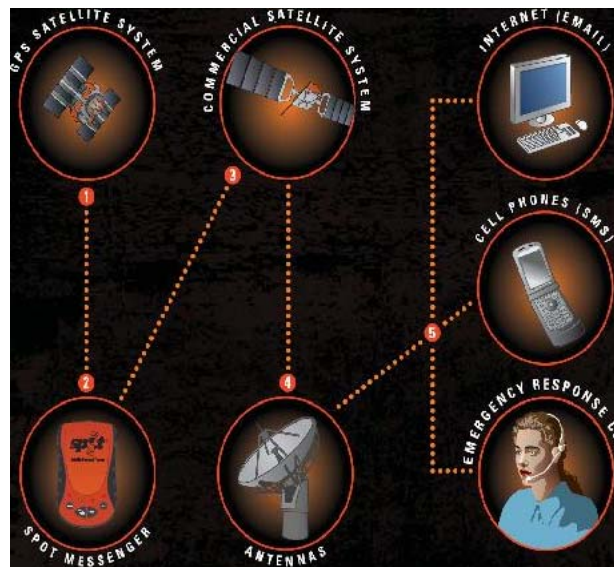 GPS SATELLITE SYSTEM
COMMERCIAL SATELLITE SYSTEM
INTERNET (EMAIL)
1
3
CELL PHONES (SMS)
5
2
4
EMERGENCY RESPONSE
spot
SPOT MESSENGER
ANTENNAS